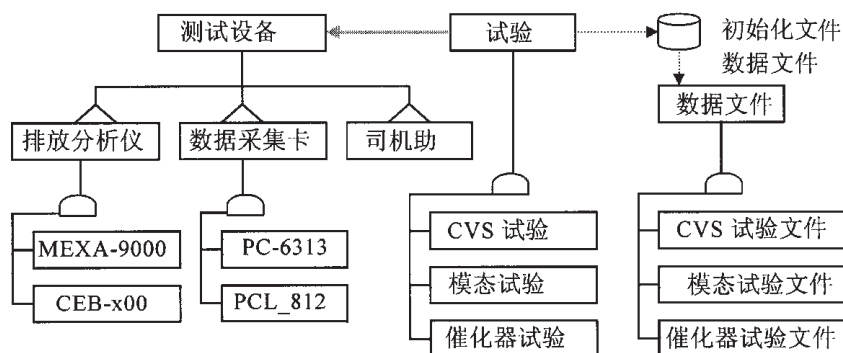 测试设备
试验
初始化文件
数据文件
数据文件
排放分析仪
数据采集卡
司机助
MEXA-9000
PC-6313
CVS 试验
CVS 试验文件
CEB-x00
PCL_812
模态试验
模态试验文件
催化器试验
催化器试验文件